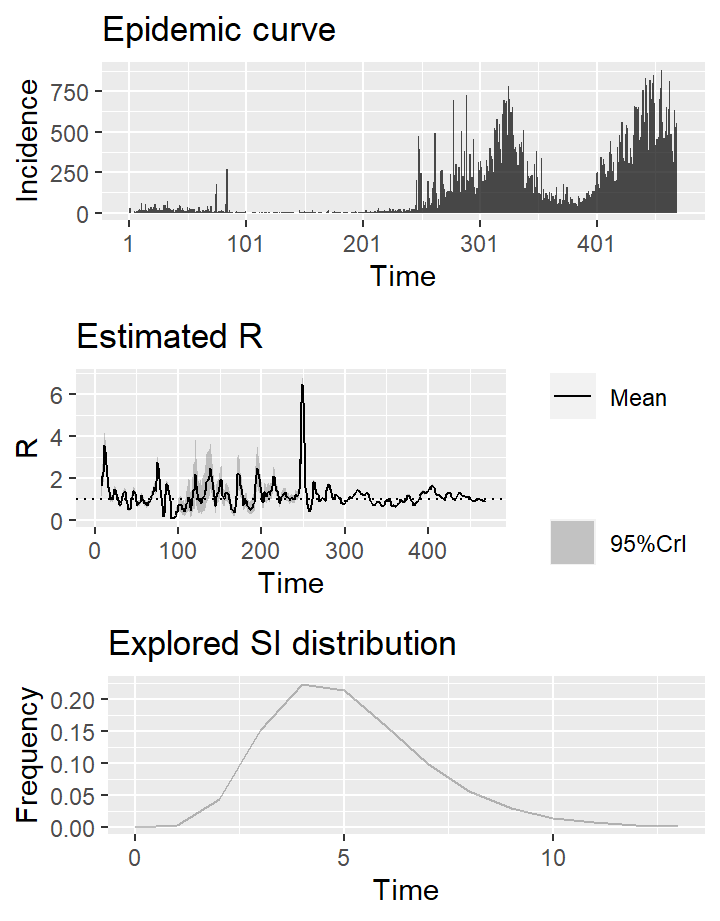 Epidemic curve
Incidence
750
500
250
0
1 101 201 301 401
Time
Estimated R
R
6
4
2
0
0 100 200 300 400
Time
Mean
95%CrI
Explored SI distribution
Frequency
0.20
0.15
0.10
0.05
0.00
0 5 10
Time